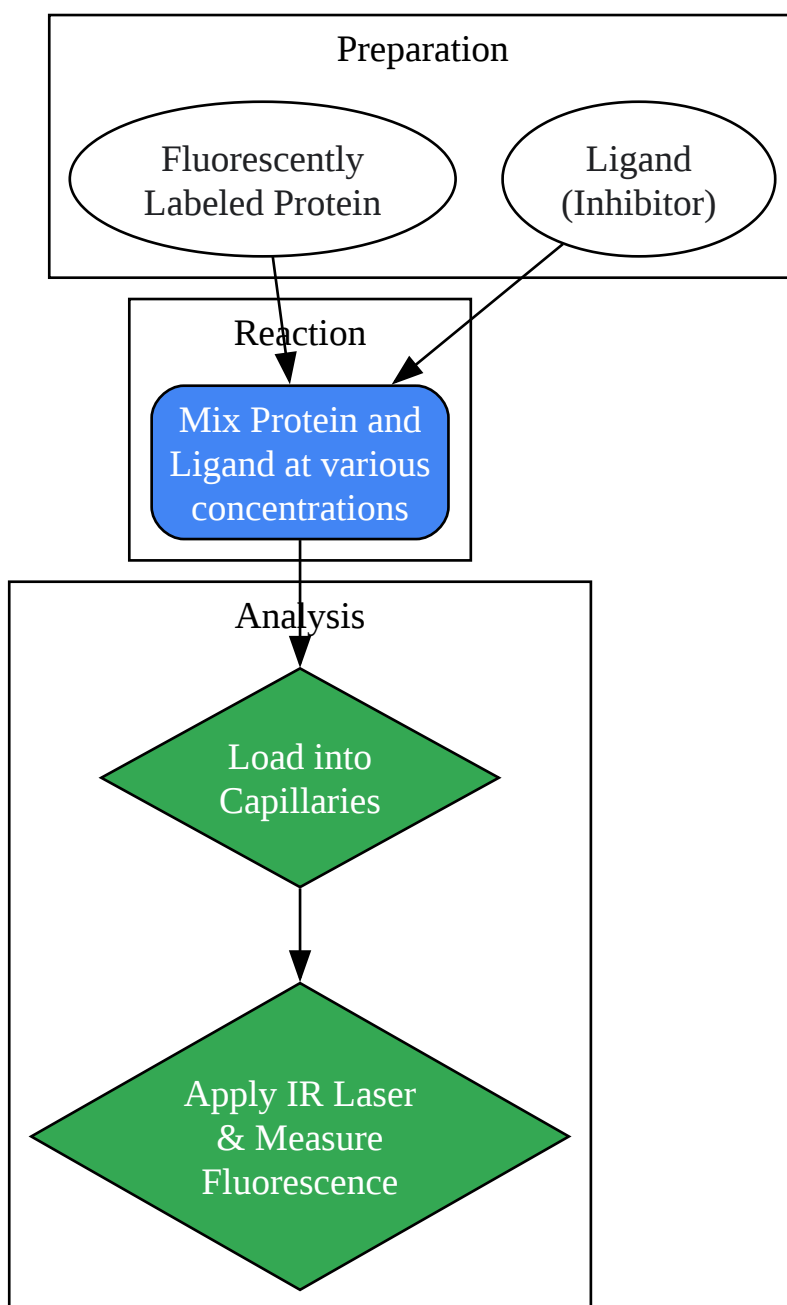 Preparation
Fluorescently
Labeled Protein
Ligand
(Inhibitor)
Reaction
Mix Protein and
Ligand at various
concentrations
Analysis
Load into
Capillaries
Apply IR Laser
& Measure
Fluorescence